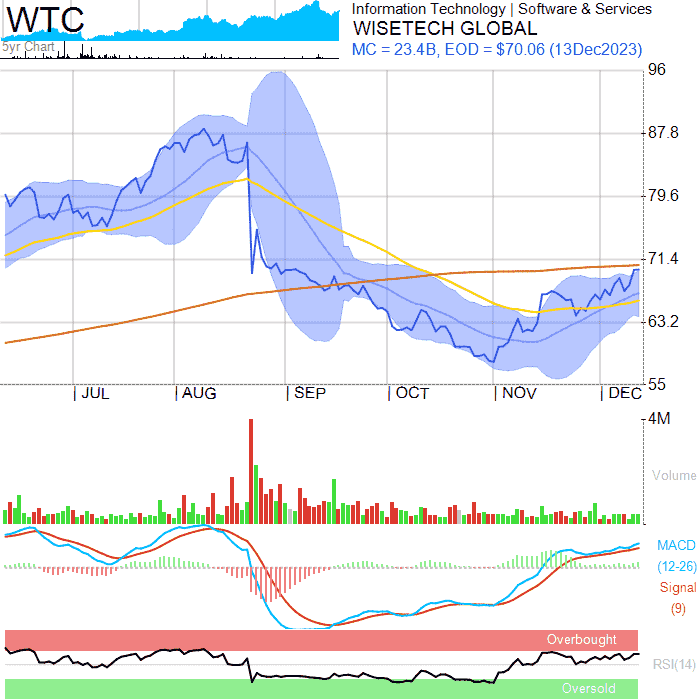 WTC
5yr Chart
Information Technology | Software & Services
WISETECH GLOBAL
MC = 23.4B, EOD = $70.06 (13Dec2023)
96
87.8
79.6
71.4
63.2
55
| JUL | AUG | SEP | OCT | NOV | DEC
4M
Volume
MACD
(12-26)
Signal
(9)
Overbought
RSI(14)
Oversold